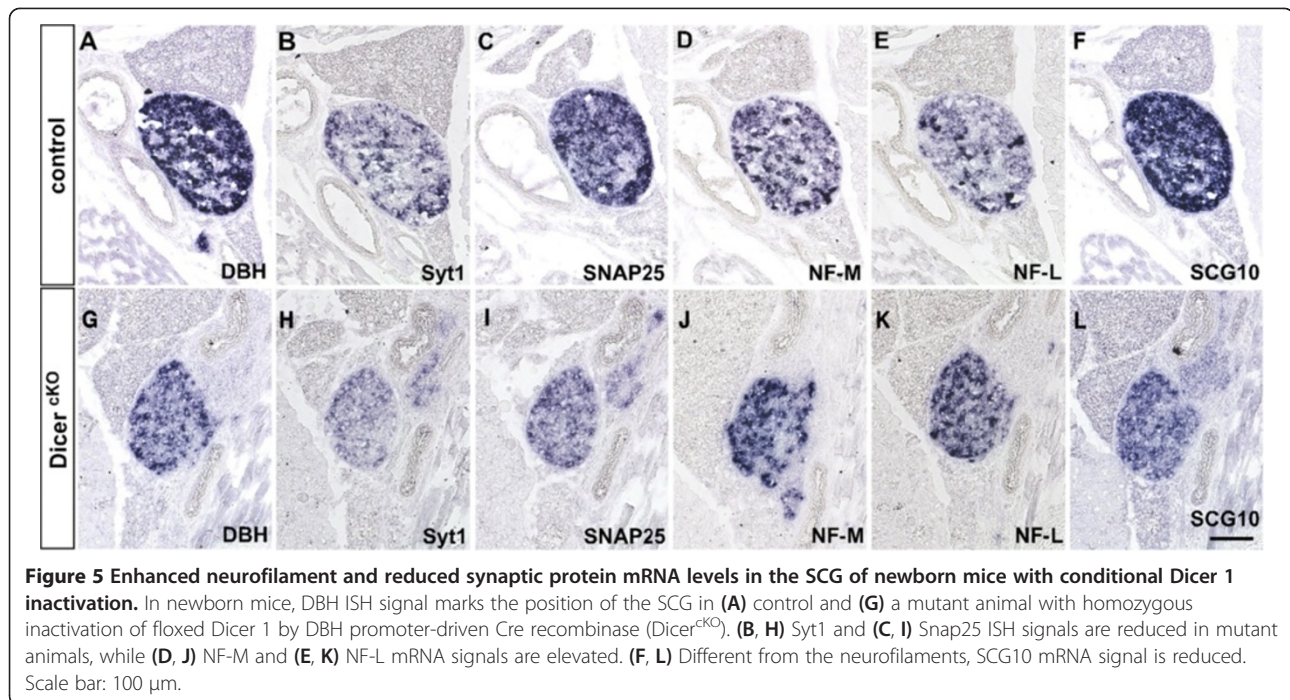 control
A
B
C
D
E
F
DBH
Syt1
SNAP25
NF-M
NF-L
SCG10
Dicer cKO
G
H
I
J
K
L
DBH
Syt1
SNAP25
NF-M
NF-L
SCG10
Figure 5 Enhanced neurofilament and reduced synaptic protein mRNA levels in the SCG of newborn mice with conditional Dicer 1
inactivation. In newborn mice, DBH ISH signal marks the position of the SCG in (A) control and (G) a mutant animal with homozygous
inactivation of floxed Dicer 1 by DBH promoter-driven Cre recombinase (DicercKO). (B, H) Syt1 and (C, I) Snap25 ISH signals are reduced in mutant
animals, while (D, J) NF-M and (E, K) NF-L mRNA signals are elevated. (F, L) Different from the neurofilaments, SCG10 mRNA signal is reduced.
Scale bar: 100 μm.